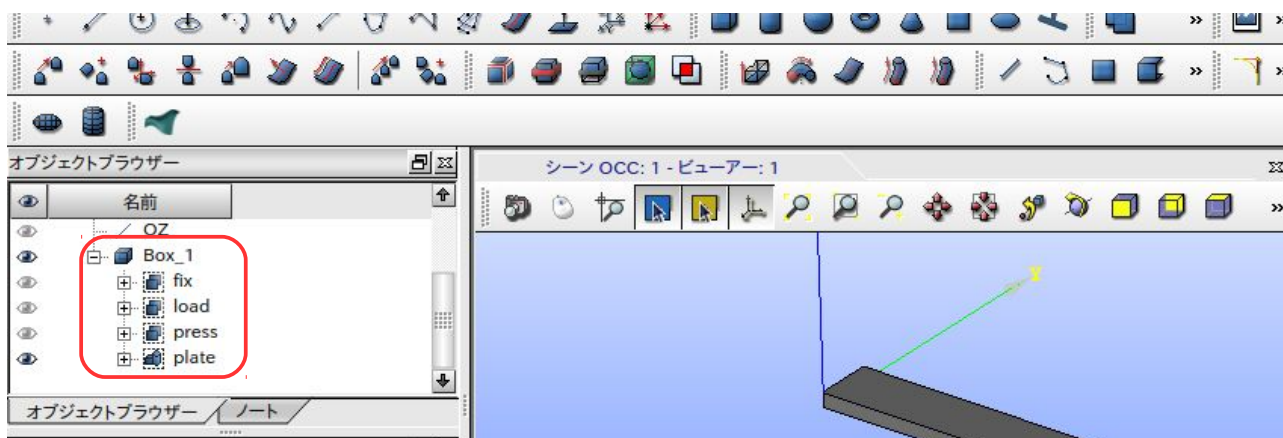 »
»
»
»
オブジェクトブラウザー
シーン OCC: 1 - ビューアー: 1
名前
»
OZ
Box_1
fix
load
press
plate
Y
オブジェクトブラウザー
ノート